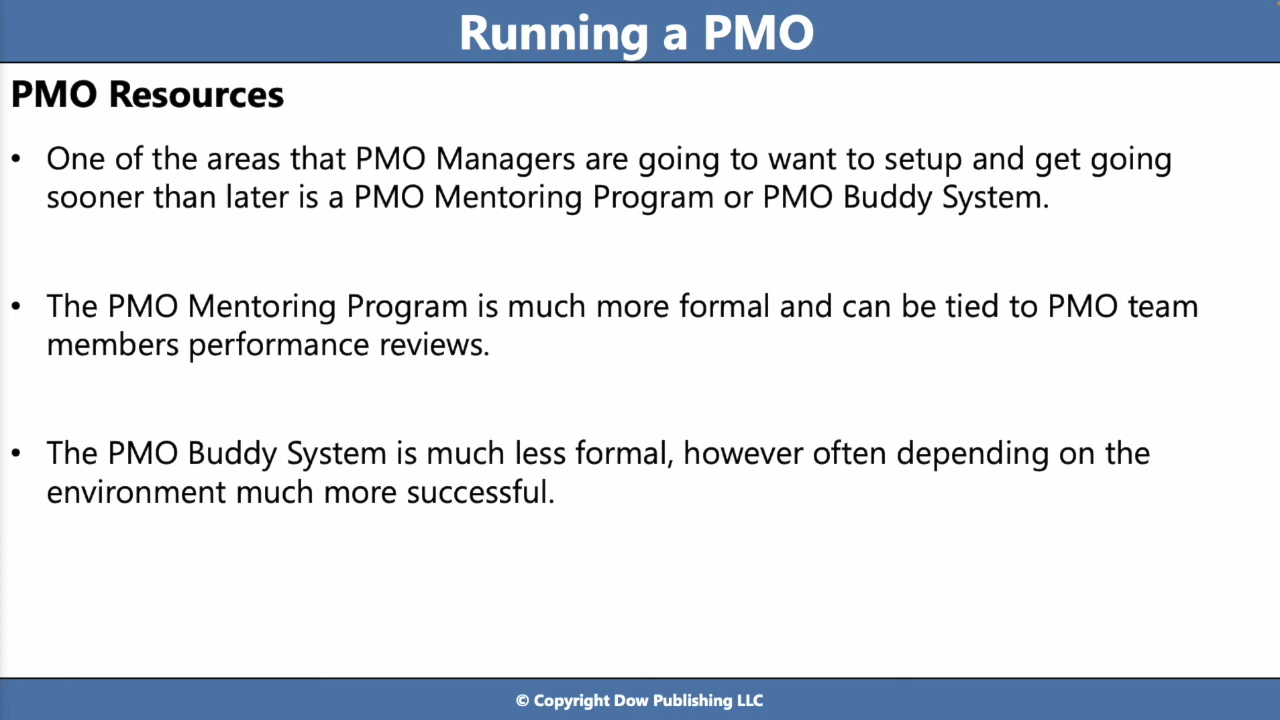 Running a PMO
PMO Resources
• One of the areas that PMO Managers are going to want to setup and get going
sooner than later is a PMO Mentoring Program or PMO Buddy System.
• The PMO Mentoring Program is much more formal and can be tied to PMO team
members performance reviews.
• The PMO Buddy System is much less formal, however often depending on the
environment much more successful.
© Copyright Dow Publishing LLC